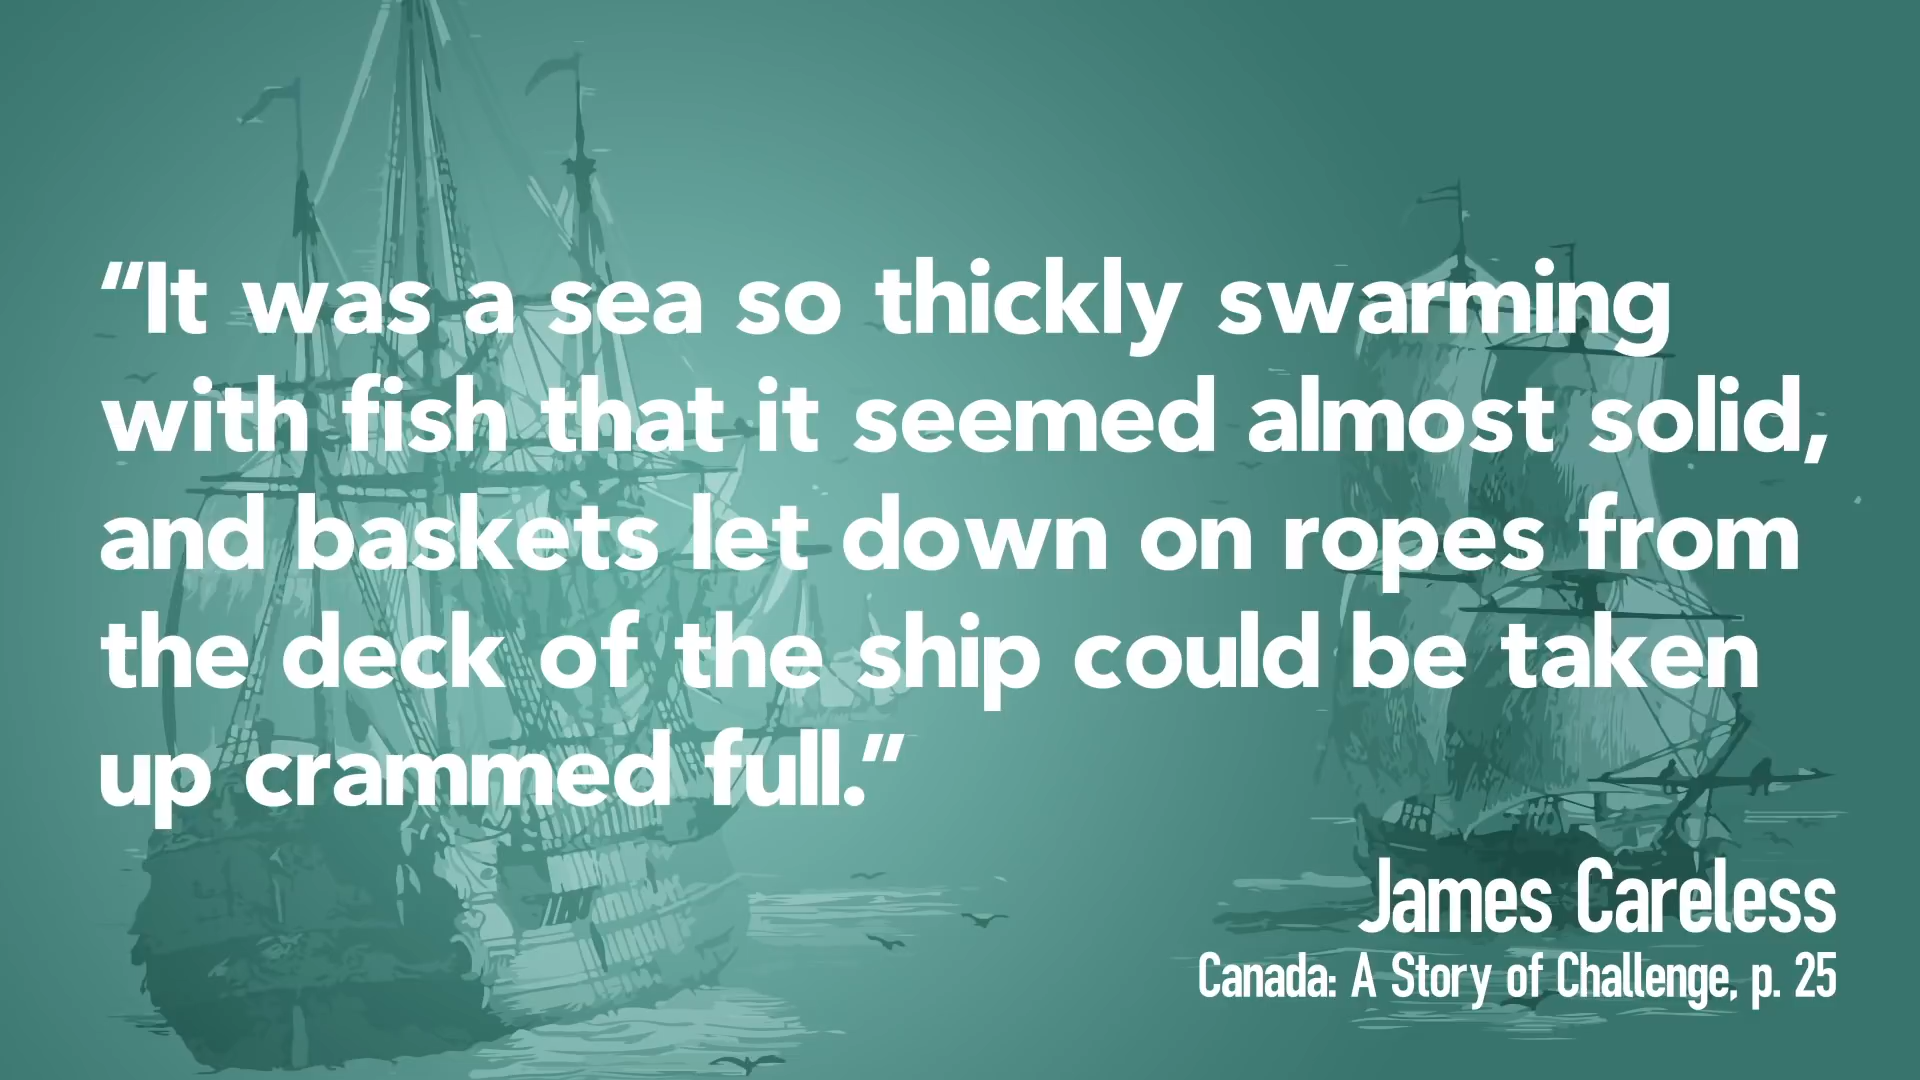 “It was a sea so thickly swarming
with fish that it seemed almost solid,
and baskets let down on ropes from
the deck of the ship could be taken
up crammed full.”
James Careless
Canada: A Story of Challenge, p. 25